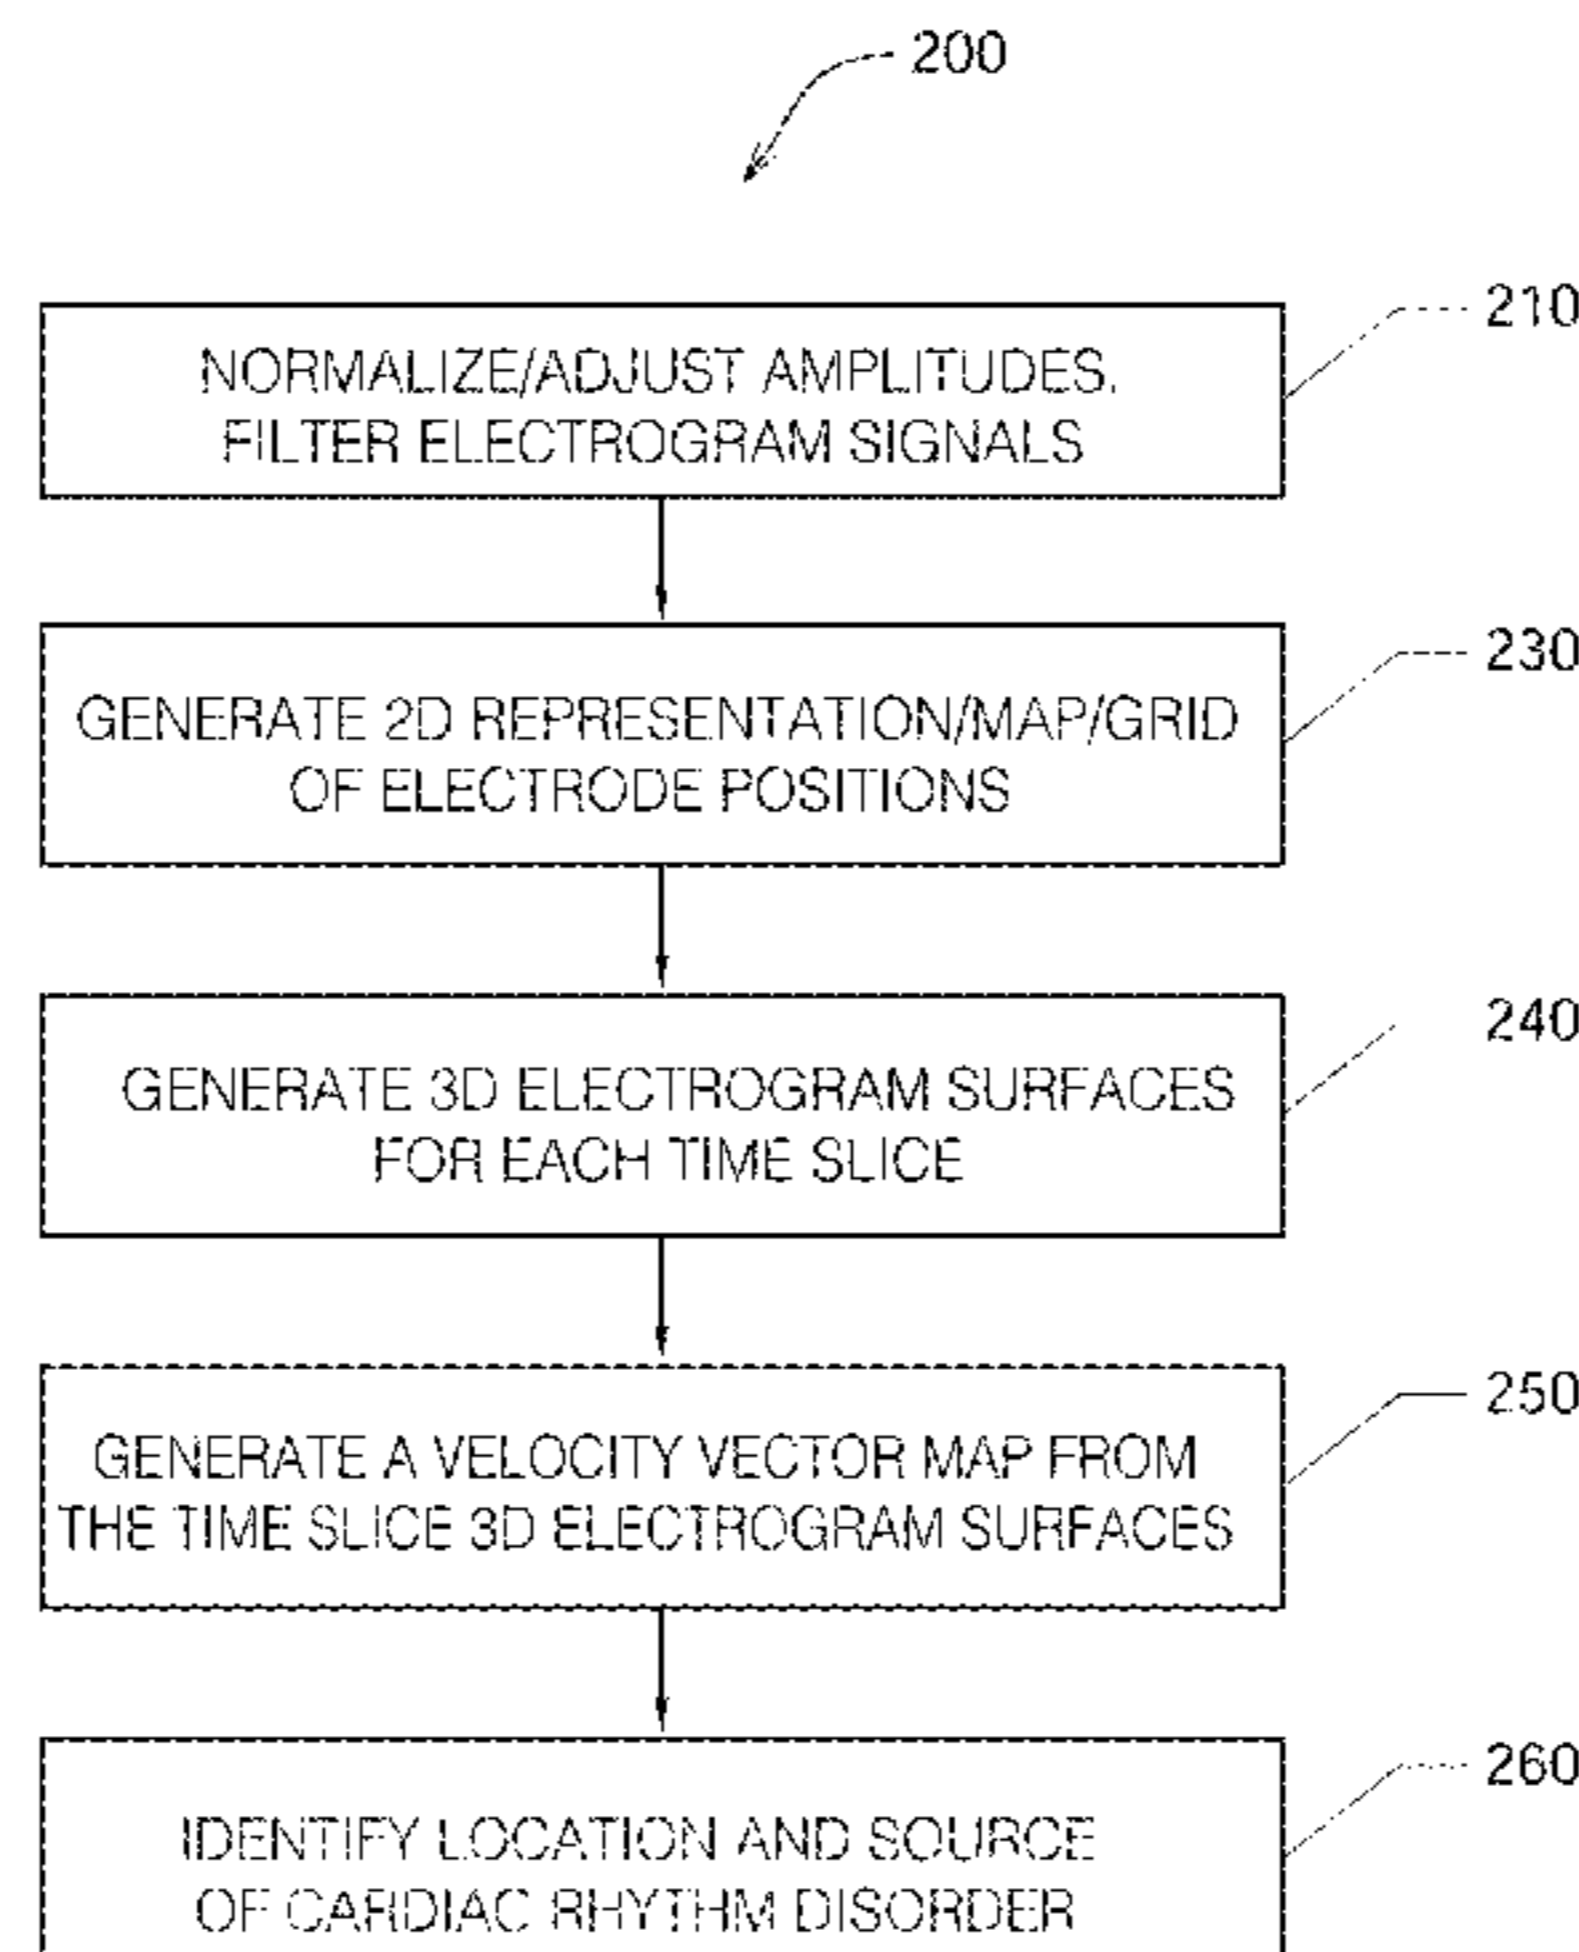 200
210
NORMALIZE/ADJUST AMPLITUDES,
FILTER ELECTROGRAM SIGNALS
230
GENERATE 2D REPRESENTATION/MAP/GRID
OF ELECTRODE POSITIONS
240
GENERATE 3D ELECTROGRAM SURFACES
FOR EACH TIME SLICE
250
GENERATE A VELOCITY VECTOR MAP FROM
THE TIME SLICE 3D ELECTROGRAM SURFACES
260
IDENTIFY LOCATION AND SOURCE
OF CARDIAC RHYTHM DISORDER